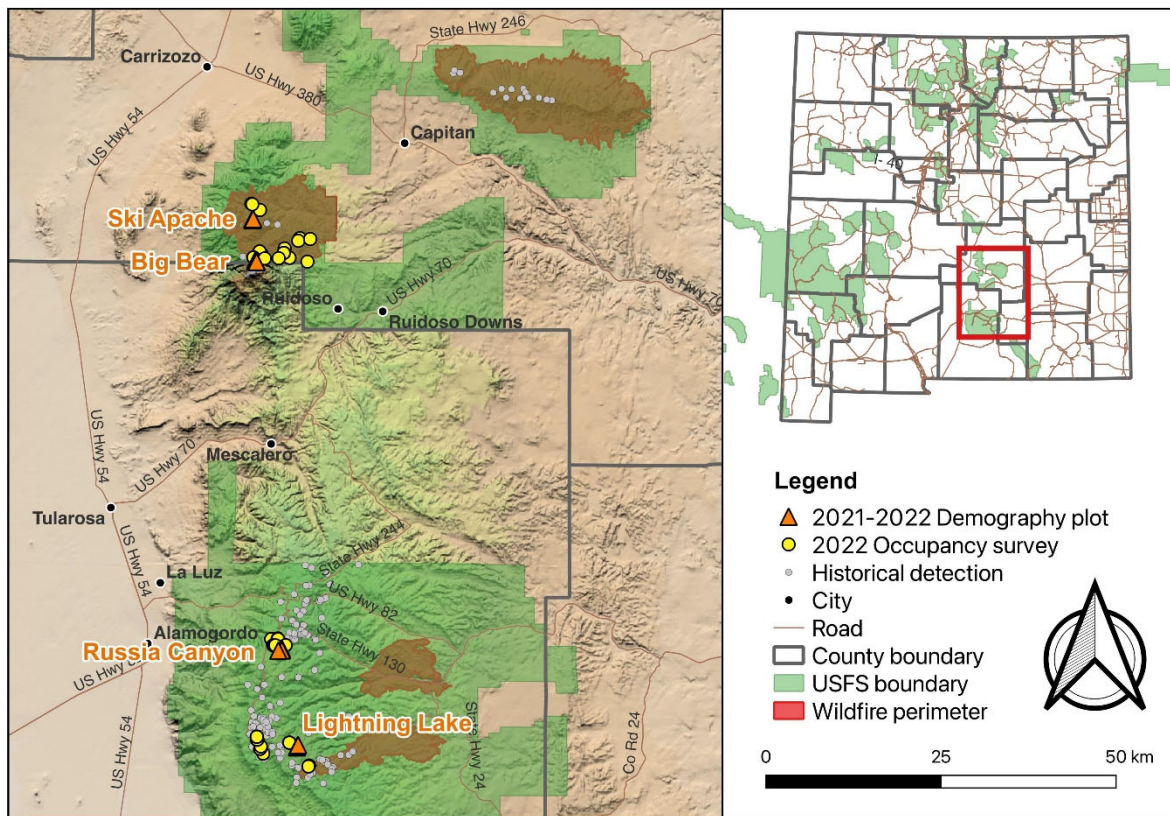 State Hwy 246
Carrizozo
US Hwy 380
US Hwy 54
Capitan
Ski Apache
Big Bear
US Hwy 70
US Hwy 70
Ruidoso
Ruidoso Downs
US Hwy 54
US Hwy 70
Mescalero
Tularosa
State Hwy 244
US Hwy 54
La Luz
US Hwy 82
Alamogordo
State Hwy 130
Russia Canyon
US Hwy
Lightning Lake
US Hwy 54
State Hwy 24
Co Rd 24
I- 40
Legend
2021-2022 Demography plot
2022 Occupancy survey
Historical detection
City
Road
County boundary
USFS boundary
Wildfire perimeter
0 25 50 km